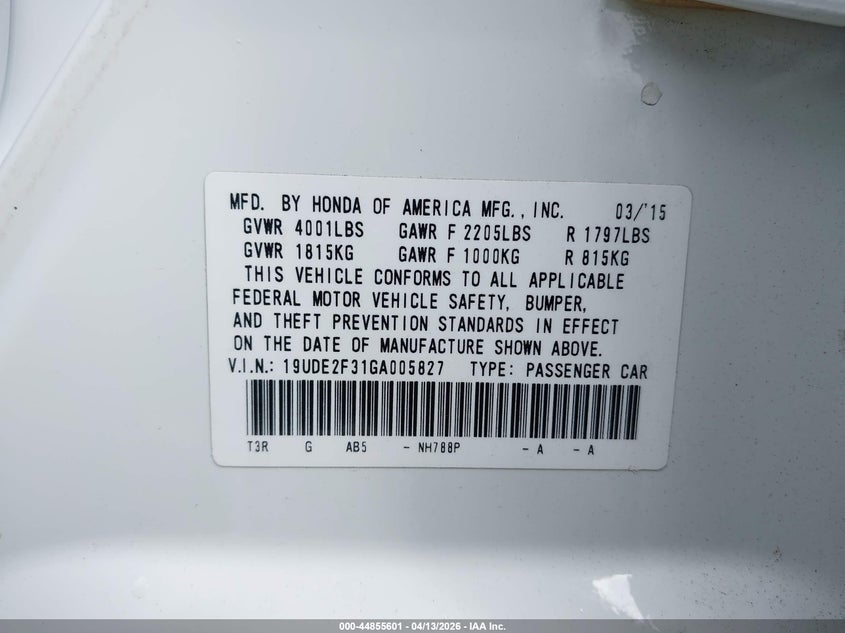 MFD. BY HONDA OF AMERICA MFG., INC. 03/'15
GVWR 4001LBS GAWR F 2205LBS R 1797LBS
GVWR 1815KG GAWR F 1000KG R 815KG
THIS VEHICLE CONFORMS TO ALL APPLICABLE
FEDERAL MOTOR VEHICLE SAFETY, BUMPER,
AND THEFT PREVENTION STANDARDS IN EFFECT
ON THE DATE OF MANUFACTURE SHOWN ABOVE.
V.I.N.: 19UDE2F31GA005827 TYPE: PASSENGER CAR
T3R G AB5 - NH788P - A - A
000-44855601 - 04/13/2026 - IAA Inc.